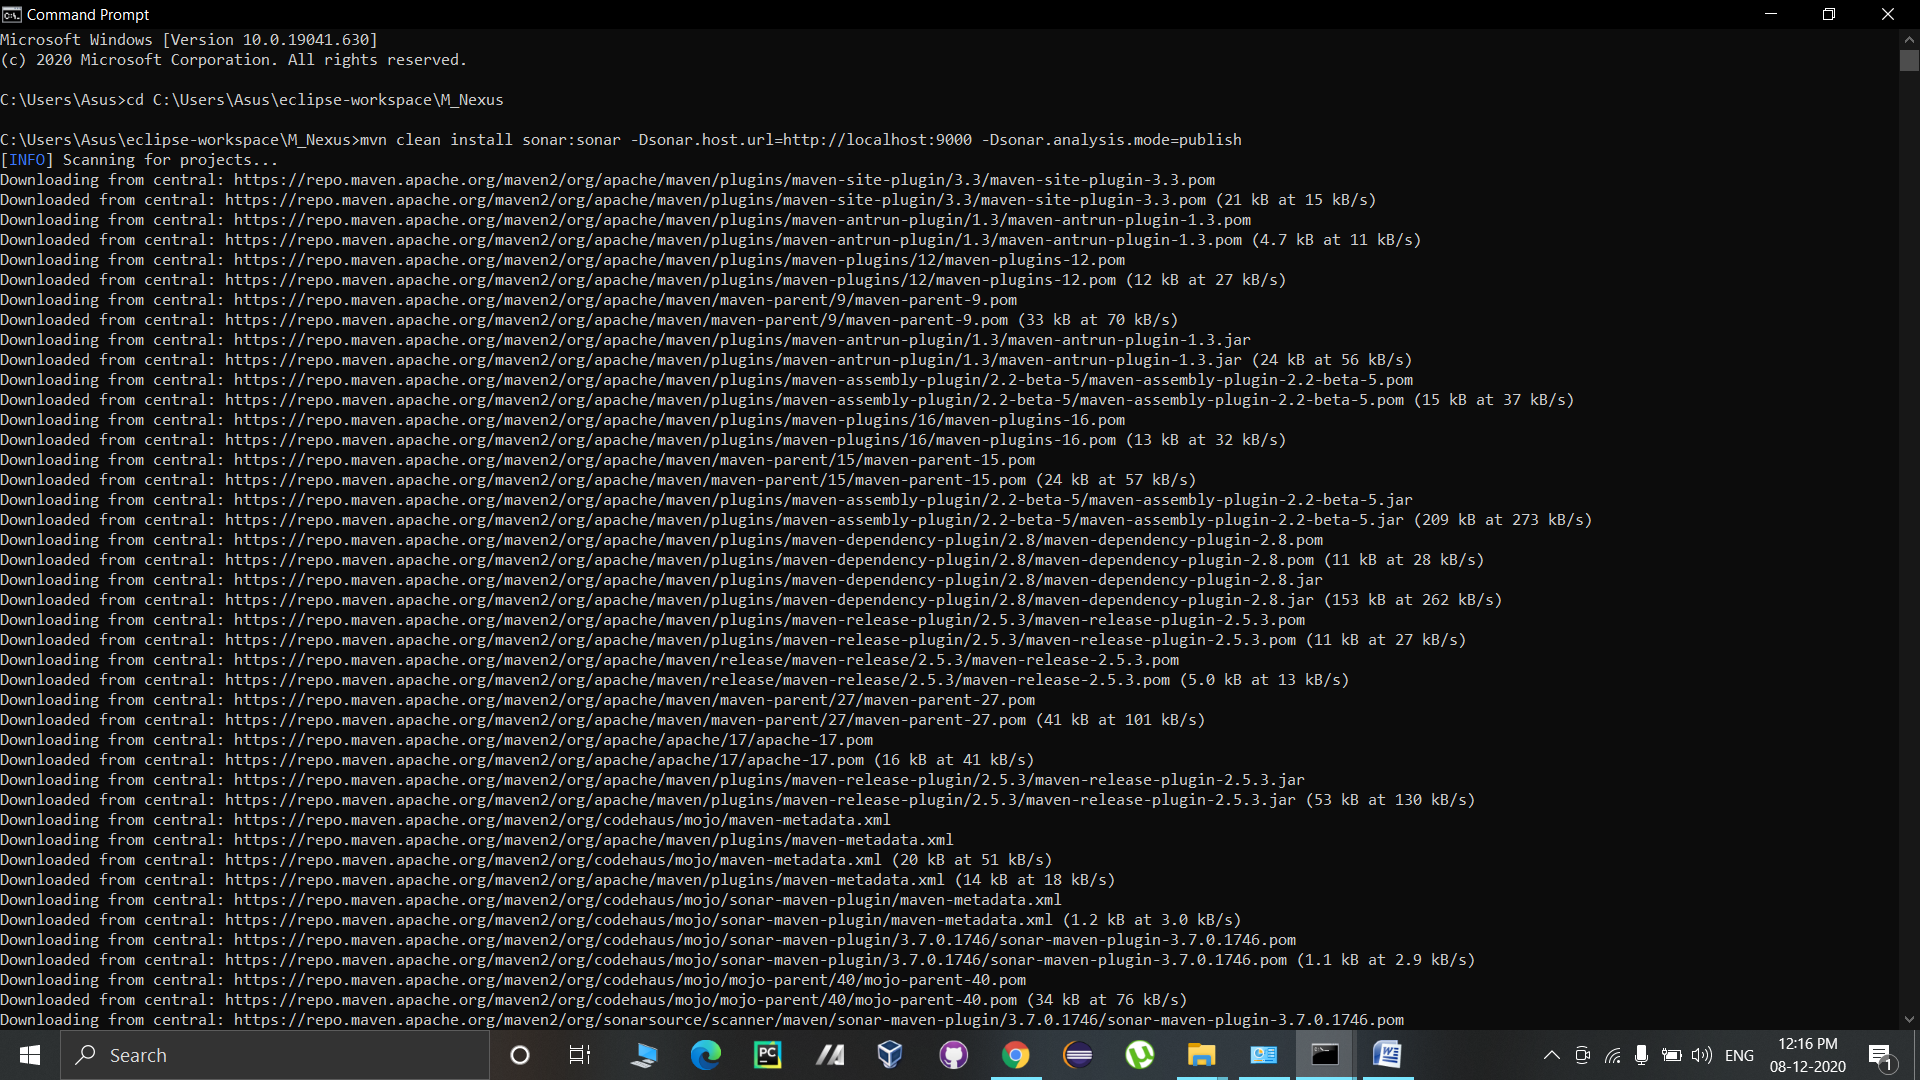 Command Prompt
Microsoft Windows [Version 10.0.19041.630]
(c) 2020 Microsoft Corporation. All rights reserved.
C:\Users\Asus>cd C:\Users\Asus\eclipse-workspace\M_Nexus
C:\Users\Asus\eclipse-workspace\M_Nexus>mvn clean install sonar:sonar -Dsonar.host.url=http://localhost:9000 -Dsonar.analysis.mode=publish
[INFO] Scanning for projects...
Downloading from central: https://repo.maven.apache.org/maven2/org/apache/maven/plugins/maven-site-plugin/3.3/maven-site-plugin-3.3.pom
Downloaded from central: https://repo.maven.apache.org/maven2/org/apache/maven/plugins/maven-site-plugin/3.3/maven-site-plugin-3.3.pom (21 kB at 15 kB/s)
Downloading from central: https://repo.maven.apache.org/maven2/org/apache/maven/plugins/maven-antrun-plugin/1.3/maven-antrun-plugin-1.3.pom
Downloaded from central: https://repo.maven.apache.org/maven2/org/apache/maven/plugins/maven-antrun-plugin/1.3/maven-antrun-plugin-1.3.pom (4.7 kB at 11 kB/s)
Downloading from central: https://repo.maven.apache.org/maven2/org/apache/maven/plugins/maven-plugins/12/maven-plugins-12.pom
Downloaded from central: https://repo.maven.apache.org/maven2/org/apache/maven/plugins/maven-plugins/12/maven-plugins-12.pom (12 kB at 27 kB/s)
Downloading from central: https://repo.maven.apache.org/maven2/org/apache/maven/maven-parent/9/maven-parent-9.pom
Downloaded from central: https://repo.maven.apache.org/maven2/org/apache/maven/maven-parent/9/maven-parent-9.pom (33 kB at 70 kB/s)
Downloading from central: https://repo.maven.apache.org/maven2/org/apache/maven/plugins/maven-antrun-plugin/1.3/maven-antrun-plugin-1.3.jar
Downloaded from central: https://repo.maven.apache.org/maven2/org/apache/maven/plugins/maven-antrun-plugin/1.3/maven-antrun-plugin-1.3.jar (24 kB at 56 kB/s)
Downloading from central: https://repo.maven.apache.org/maven2/org/apache/maven/plugins/maven-assembly-plugin/2.2-beta-5/maven-assembly-plugin-2.2-beta-5.pom
Downloaded from central: https://repo.maven.apache.org/maven2/org/apache/maven/plugins/maven-assembly-plugin/2.2-beta-5/maven-assembly-plugin-2.2-beta-5.pom (15 kB at 37 kB/s)
Downloading from central: https://repo.maven.apache.org/maven2/org/apache/maven/plugins/maven-plugins/16/maven-plugins-16.pom
Downloaded from central: https://repo.maven.apache.org/maven2/org/apache/maven/plugins/maven-plugins/16/maven-plugins-16.pom (13 kB at 32 kB/s)
Downloading from central: https://repo.maven.apache.org/maven2/org/apache/maven/maven-parent/15/maven-parent-15.pom
Downloaded from central: https://repo.maven.apache.org/maven2/org/apache/maven/maven-parent/15/maven-parent-15.pom (24 kB at 57 kB/s)
Downloading from central: https://repo.maven.apache.org/maven2/org/apache/maven/plugins/maven-assembly-plugin/2.2-beta-5/maven-assembly-plugin-2.2-beta-5.jar
Downloaded from central: https://repo.maven.apache.org/maven2/org/apache/maven/plugins/maven-assembly-plugin/2.2-beta-5/maven-assembly-plugin-2.2-beta-5.jar (209 kB at 273 kB/s)
Downloading from central: https://repo.maven.apache.org/maven2/org/apache/maven/plugins/maven-dependency-plugin/2.8/maven-dependency-plugin-2.8.pom
Downloaded from central: https://repo.maven.apache.org/maven2/org/apache/maven/plugins/maven-dependency-plugin/2.8/maven-dependency-plugin-2.8.pom (11 kB at 28 kB/s)
Downloading from central: https://repo.maven.apache.org/maven2/org/apache/maven/plugins/maven-dependency-plugin/2.8/maven-dependency-plugin-2.8.jar
Downloaded from central: https://repo.maven.apache.org/maven2/org/apache/maven/plugins/maven-dependency-plugin/2.8/maven-dependency-plugin-2.8.jar (153 kB at 262 kB/s)
Downloading from central: https://repo.maven.apache.org/maven2/org/apache/maven/plugins/maven-release-plugin/2.5.3/maven-release-plugin-2.5.3.pom
Downloaded from central: https://repo.maven.apache.org/maven2/org/apache/maven/plugins/maven-release-plugin/2.5.3/maven-release-plugin-2.5.3.pom (11 kB at 27 kB/s)
Downloading from central: https://repo.maven.apache.org/maven2/org/apache/maven/release/maven-release/2.5.3/maven-release-2.5.3.pom
Downloaded from central: https://repo.maven.apache.org/maven2/org/apache/maven/release/maven-release/2.5.3/maven-release-2.5.3.pom (5.0 kB at 13 kB/s)
Downloading from central: https://repo.maven.apache.org/maven2/org/apache/maven/maven-parent/27/maven-parent-27.pom
Downloaded from central: https://repo.maven.apache.org/maven2/org/apache/maven/maven-parent/27/maven-parent-27.pom (41 kB at 101 kB/s)
Downloading from central: https://repo.maven.apache.org/maven2/org/apache/apache/17/apache-17.pom
Downloaded from central: https://repo.maven.apache.org/maven2/org/apache/apache/17/apache-17.pom (16 kB at 41 kB/s)
Downloading from central: https://repo.maven.apache.org/maven2/org/apache/maven/plugins/maven-release-plugin/2.5.3/maven-release-plugin-2.5.3.jar
Downloaded from central: https://repo.maven.apache.org/maven2/org/apache/maven/plugins/maven-release-plugin/2.5.3/maven-release-plugin-2.5.3.jar (53 kB at 130 kB/s)
Downloading from central: https://repo.maven.apache.org/maven2/org/codehaus/mojo/maven-metadata.xml
Downloading from central: https://repo.maven.apache.org/maven2/org/apache/maven/plugins/maven-metadata.xml
Downloaded from central: https://repo.maven.apache.org/maven2/org/codehaus/mojo/maven-metadata.xml (20 kB at 51 kB/s)
Downloaded from central: https://repo.maven.apache.org/maven2/org/apache/maven/plugins/maven-metadata.xml (14 kB at 18 kB/s)
Downloading from central: https://repo.maven.apache.org/maven2/org/codehaus/mojo/sonar-maven-plugin/maven-metadata.xml
Downloaded from central: https://repo.maven.apache.org/maven2/org/codehaus/mojo/sonar-maven-plugin/maven-metadata.xml (1.2 kB at 3.0 kB/s)
Downloading from central: https://repo.maven.apache.org/maven2/org/codehaus/mojo/sonar-maven-plugin/3.7.0.1746/sonar-maven-plugin-3.7.0.1746.pom
Downloaded from central: https://repo.maven.apache.org/maven2/org/codehaus/mojo/sonar-maven-plugin/3.7.0.1746/sonar-maven-plugin-3.7.0.1746.pom (1.1 kB at 2.9 kB/s)
Downloading from central: https://repo.maven.apache.org/maven2/org/codehaus/mojo/mojo-parent/40/mojo-parent-40.pom
Downloaded from central: https://repo.maven.apache.org/maven2/org/codehaus/mojo/mojo-parent/40/mojo-parent-40.pom (34 kB at 76 kB/s)
Downloading from central: https://repo.maven.apache.org/maven2/org/sonarsource/scanner/maven/sonar-maven-plugin/3.7.0.1746/sonar-maven-plugin-3.7.0.1746.pom
Search
PC
ENG
12:16 PM
08-12-2020
1